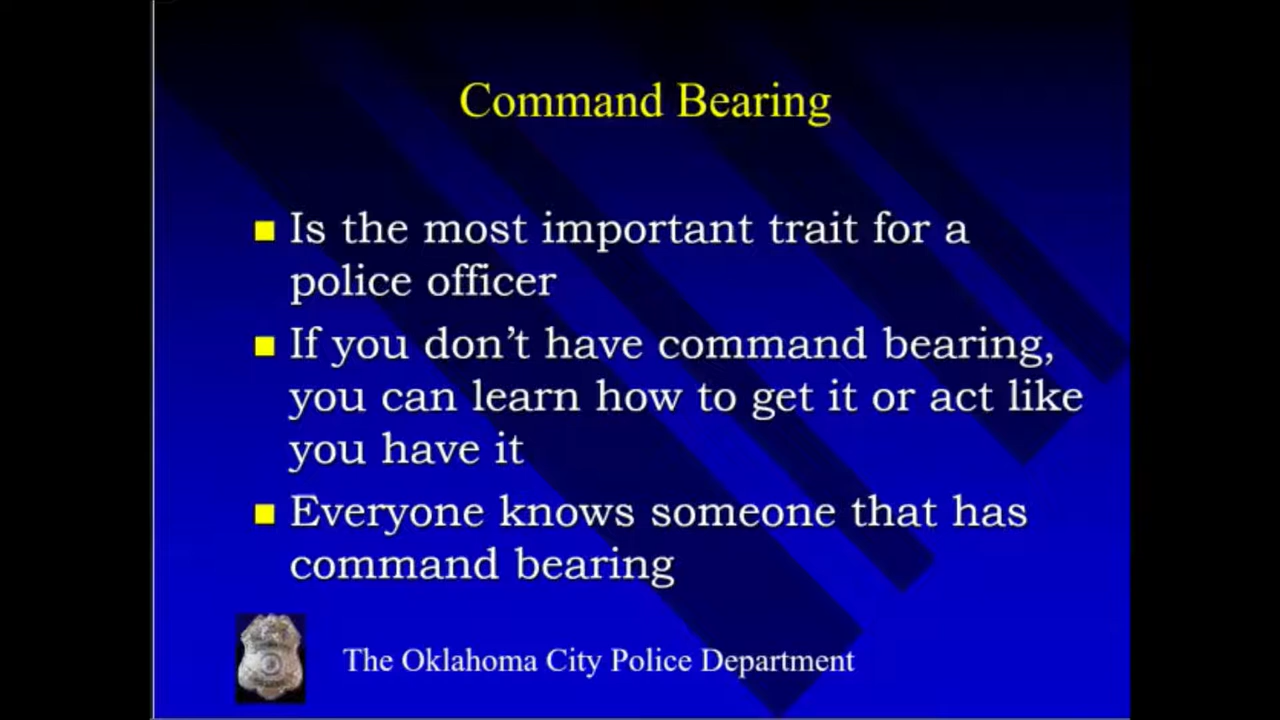 Command Bearing
Is the most important trait for a
police officer
If you don't have command bearing,
you can learn how to get it or act like
you have it
Everyone knows someone that has
command bearing
The Oklahoma City Police Department